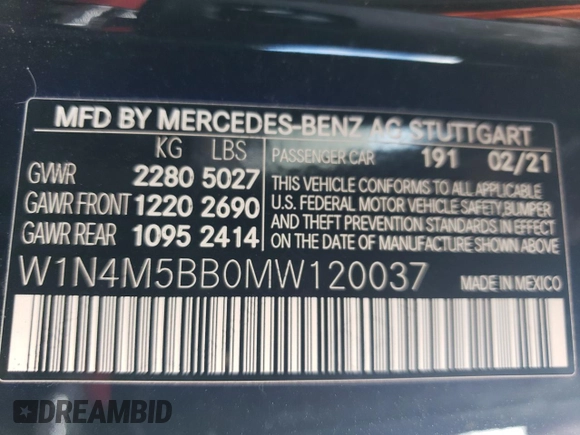 MFD BY MERCEDES-BENZ AG STUTTGART
KG LBS
GVWR 2280 5027
GAWR FRONT 1220 2690
GAWR REAR 1095 2414
PASSENGER CAR 191 02/21
THIS VEHICLE CONFORMS TO ALL APPLICABLE
U.S. FEDERAL MOTOR VEHICLE SAFETY, BUMPER
AND THEFT PREVENTION STANDARDS IN EFFECT
ON THE DATE OF MANUFACTURE SHOWN ABOVE.
W1N4M5BB0MW120037
MADE IN MEXICO
DREAMBID